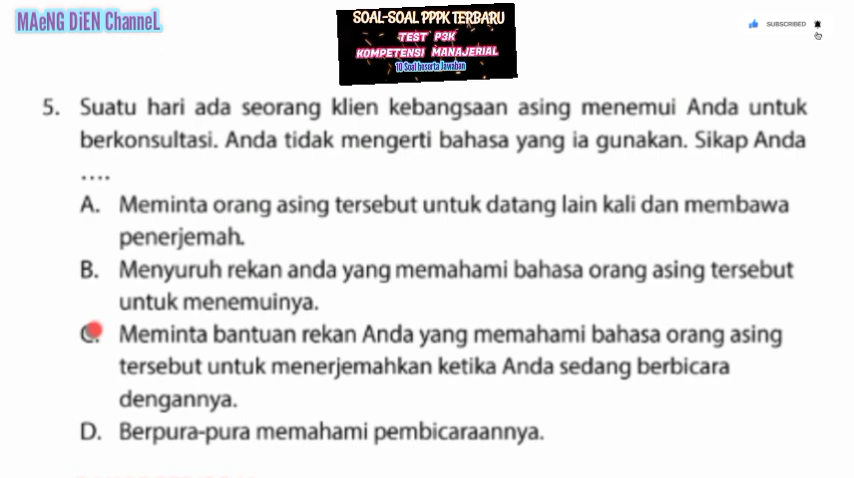 MAeNG DiEN ChanneL
SOAL-SOAL PPPK TERBARU
TEST P3K
KOMPETENSI MANAJERIAL
10 Soal beserta Jawaban
SUBSCRIBED
5. Suatu hari ada seorang klien kebangsaan asing menemui Anda untuk
berkonsultasi. Anda tidak mengerti bahasa yang ia gunakan. Sikap Anda
....
A. Meminta orang asing tersebut untuk datang lain kali dan membawa
penerjemah.
B. Menyuruh rekan anda yang memahami bahasa orang asing tersebut
untuk menemuinya.
C. Meminta bantuan rekan Anda yang memahami bahasa orang asing
tersebut untuk menerjemahkan ketika Anda sedang berbicara
dengannya.
D. Berpura-pura memahami pembicaraannya.